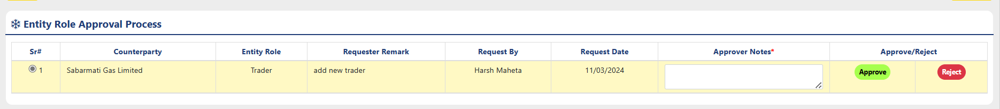 Entity Role Approval Process
Sr# Counterparty Entity Role Requester Remark Request By Request Date Approver Notes* Approve/Reject
1 Sabarmati Gas Limited Trader add new trader Harsh Maheta 11/03/2024 Approve Reject